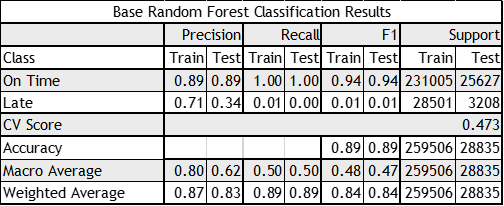 Base Random Forest Classification Results
Precision Recall F1 Support
Class Train Test Train Test Train Test Train Test
On Time 0.89 0.89 1.00 1.00 0.94 0.94 231005 25627
Late 0.71 0.34 0.01 0.00 0.01 0.01 28501 3208
CV Score 0.473
Accuracy 0.89 0.89 259506 28835
Macro Average 0.80 0.62 0.50 0.50 0.48 0.47 259506 28835
Weighted Average 0.87 0.83 0.89 0.89 0.84 0.84 259506 28835